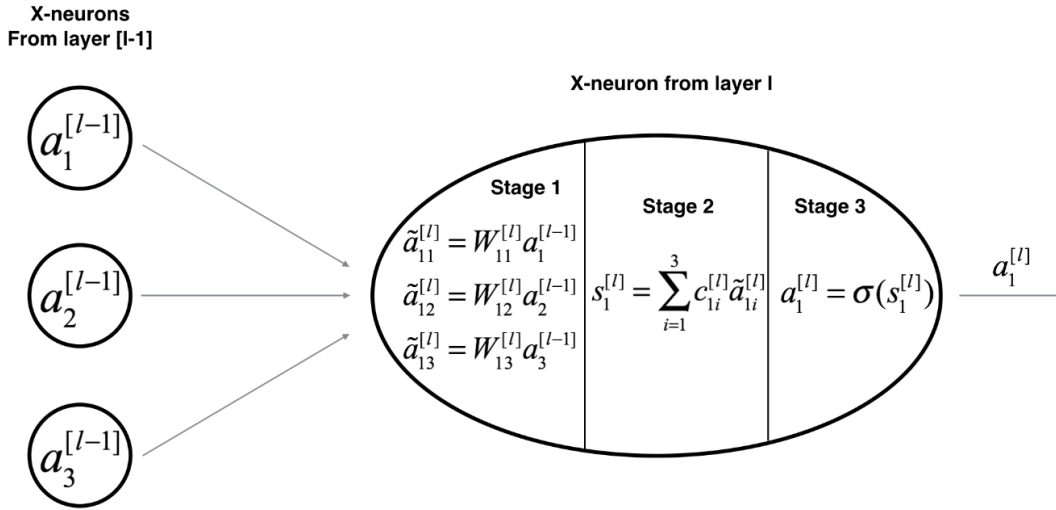 X-neurons
From layer [l-1]
X-neuron from layer l
a_1^{[l-1]}
a_2^{[l-1]}
a_3^{[l-1]}
Stage 1
ã_{11}^{[l]} = W_{11}^{[l]} a_1^{[l-1]}
ã_{12}^{[l]} = W_{12}^{[l]} a_2^{[l-1]}
ã_{13}^{[l]} = W_{13}^{[l]} a_3^{[l-1]}
Stage 2
s_1^{[l]} = \sum_{i=1}^{3} c_{1i}^{[l]} ã_{1i}^{[l]}
Stage 3
a_1^{[l]} = σ(s_1^{[l]})
a_1^{[l]}